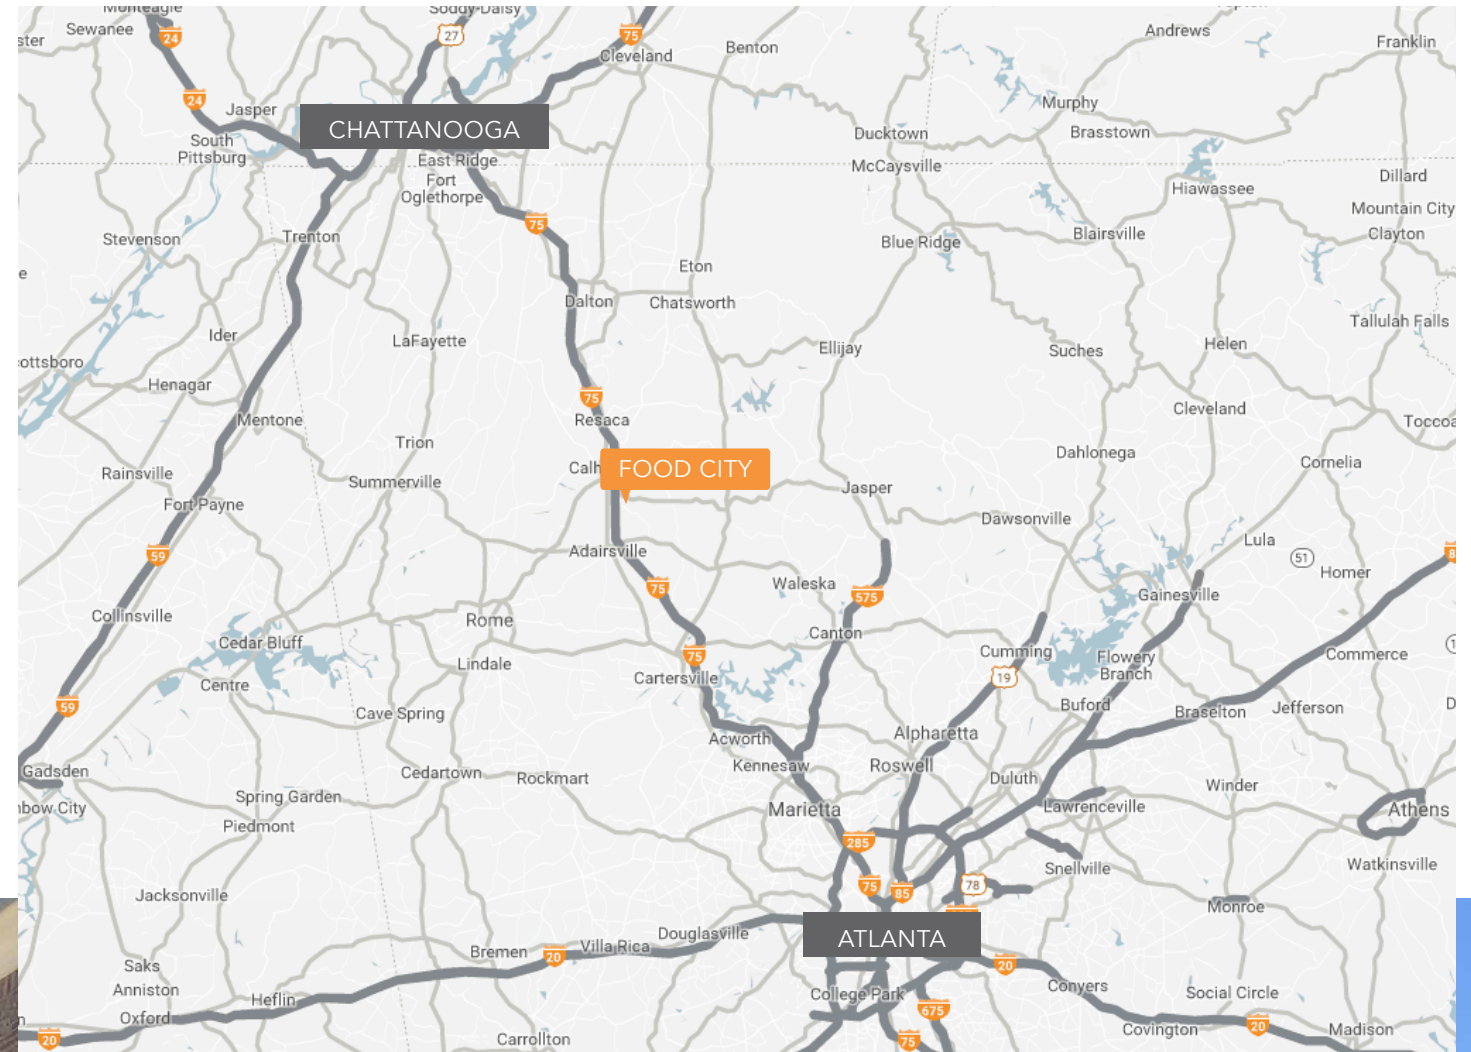 Monteagle
Soddy-Daisy
Sewanee
24
27
75
Cleveland
Benton
Andrews
Franklin
24
Jasper
CHATTANOOGA
Murphy
Brasstown
Ducktown
South
Pittsburg
East Ridge
Fort
Oglethorpe
McCaysville
Dillard
Hiawassee
Mountain City
Clayton
Stevenson
Trenton
75
Blue Ridge
Blairsville
Eton
Dalton
Chatsworth
Ider
LaFayette
Ellijay
Suches
Helen
Tallulah Falls
ottsboro
Henagar
75
Resaca
Mentone
Cleveland
Toccoa
Trion
Dahlonega
Cornelia
Rainsville
Calh
FOOD CITY
Summerville
Jasper
Fort Payne
Dawsonville
59
Adairsville
Lula
51
Homer
8
75
Waleska
575
Gainesville
Collinsville
Rome
Canton
Cedar Bluff
Cumming
Flowery
Branch
Commerce
Lindale
75
Cartersville
19
Centre
59
Cave Spring
Buford
Braselton
Jefferson
D
Acworth
Alpharetta
Kennesaw
Roswell
Duluth
Gadsden
Cedartown
Rockmart
Winder
Spring Garden
bow City
Marietta
Lawrenceville
Athens
Piedmont
285
Snellville
Watkinsville
Jacksonville
75
85
78
Monroe
Douglasville
ATLANTA
Bremen
20
Villa Rica
20
Saks
Anniston
Heflin
College Park
Conyers
Social Circle
Oxford
675
Covington
20
Madison
20
Carrollton
75